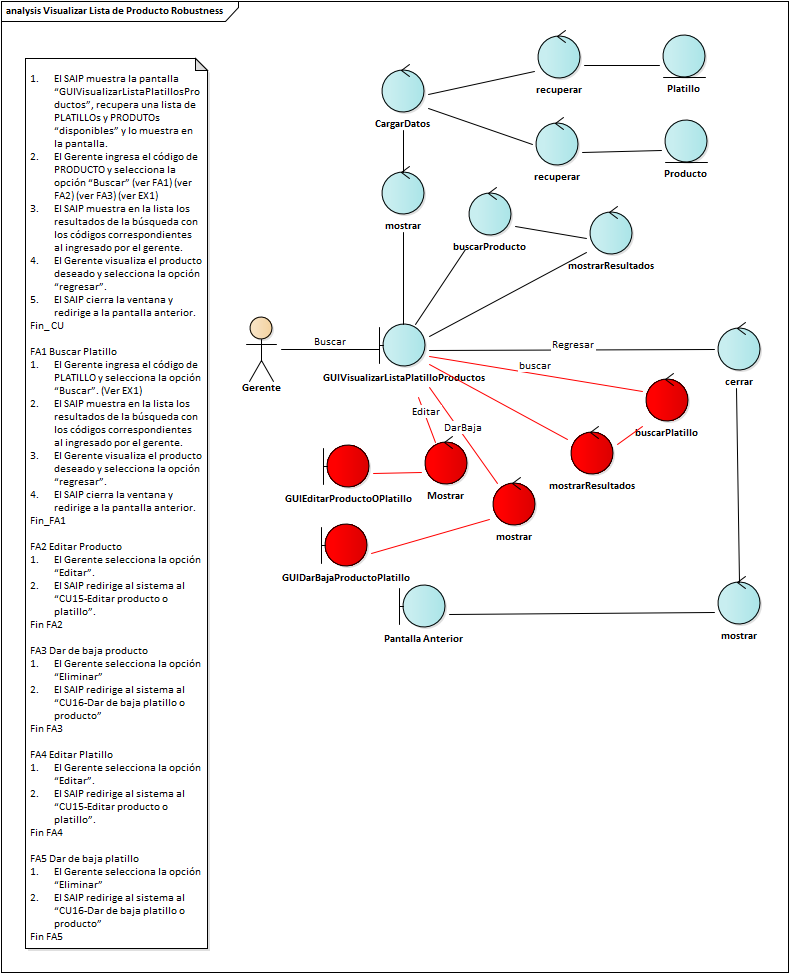 analysis Visualizar Lista de Producto Robustness
1. El SAIP muestra la pantalla
“GUIVisualizarListaPlatillosPro
ductos”, recupera una lista de
PLATILLOs y PRODUTOs
“disponibles” y lo muestra en
la pantalla.
2. El Gerente ingresa el código de
PRODUCTO y selecciona la
opción “Buscar” (ver FA1) (ver
FA2) (ver FA3) (ver EX1)
3. El SAIP muestra en la lista los
resultados de la búsqueda con
los códigos correspondientes
al ingresado por el gerente.
4. El Gerente visualiza el producto
deseado y selecciona la opción
“regresar”.
5. El SAIP cierra la ventana y
redirige a la pantalla anterior.
Fin_ CU
FA1 Buscar Platillo
1. El Gerente ingresa el código de
PLATILLO y selecciona la opción
“Buscar”. (Ver EX1)
2. El SAIP muestra en la lista los
resultados de la búsqueda con
los códigos correspondientes
al ingresado por el gerente.
3. El Gerente visualiza el producto
deseado y selecciona la opción
“regresar”.
4. El SAIP cierra la ventana y
redirige a la pantalla anterior.
Fin_FA1
FA2 Editar Producto
1. El Gerente selecciona la opción
“Editar”.
2. El SAIP redirige al sistema al
“CU15-Editar producto o
platillo”.
Fin FA2
FA3 Dar de baja producto
1. El Gerente selecciona la opción
“Eliminar”
2. El SAIP redirige al sistema al
“CU16-Dar de baja platillo o
producto”
Fin FA3
FA4 Editar Platillo
1. El Gerente selecciona la opción
“Editar”.
2. El SAIP redirige al sistema al
“CU15-Editar producto o
platillo”.
Fin FA4
FA5 Dar de baja platillo
1. El Gerente selecciona la opción
“Eliminar”
2. El SAIP redirige al sistema al
“CU16-Dar de baja platillo o
producto”
Fin FA5
recuperar
Platillo
CargarDatos
recuperar
Producto
mostrar
buscarProducto
mostrarResultados
Buscar
Regresar
Gerente
GUIVisualizarListaPlatilloProductos
buscar
cerrar
Editar
DarBaja
buscarPlatillo
mostrarResultados
GUIEditarProductoOPlatillo
Mostrar
mostrar
GUIDarBajaProductoPlatillo
Pantalla Anterior
mostrar